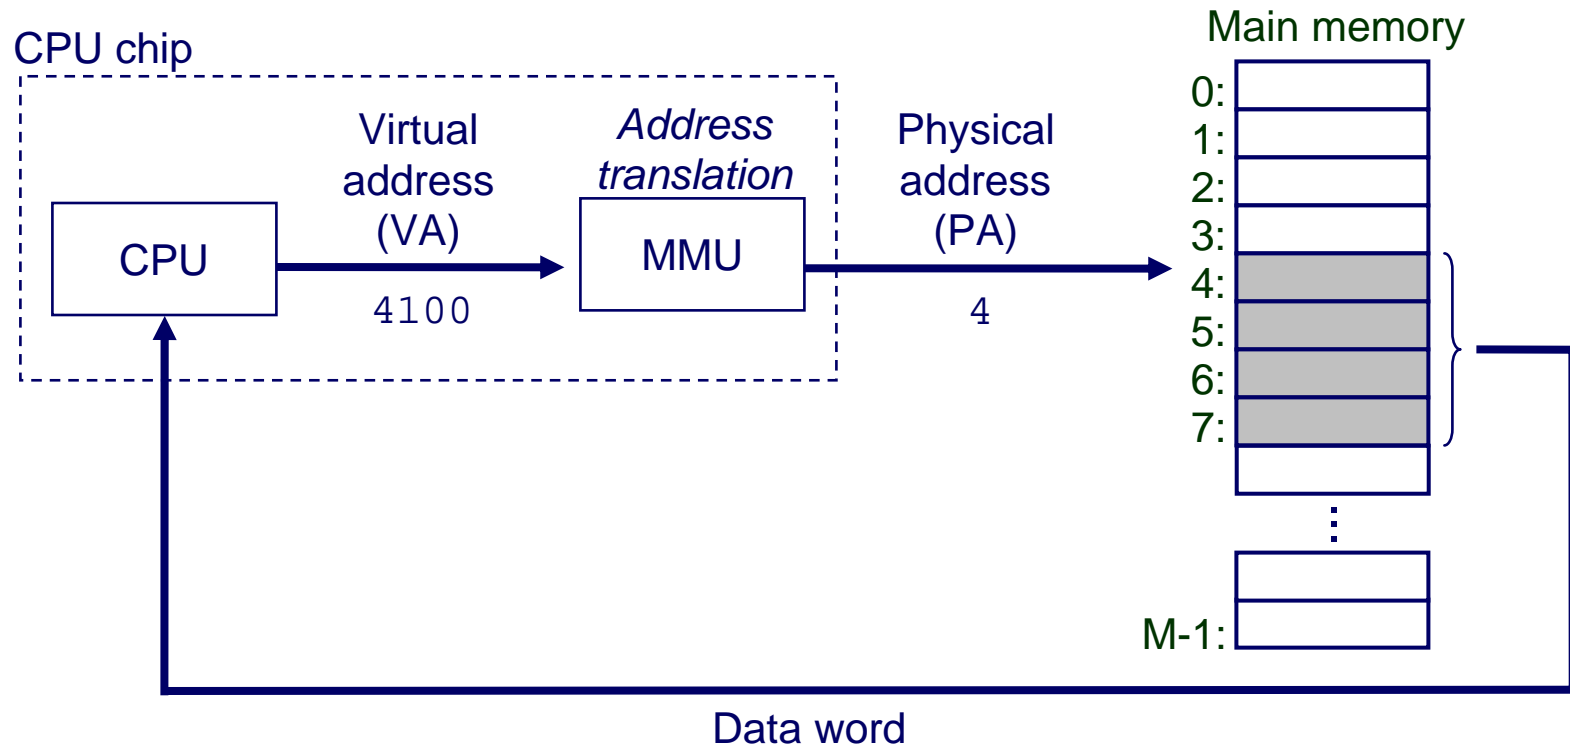 CPU chip
Main memory
Virtual
address
(VA)
Address
translation
Physical
address
(PA)
CPU
MMU
4100
4
0:
1:
2:
3:
4:
5:
6:
7:
M-1:
Data word